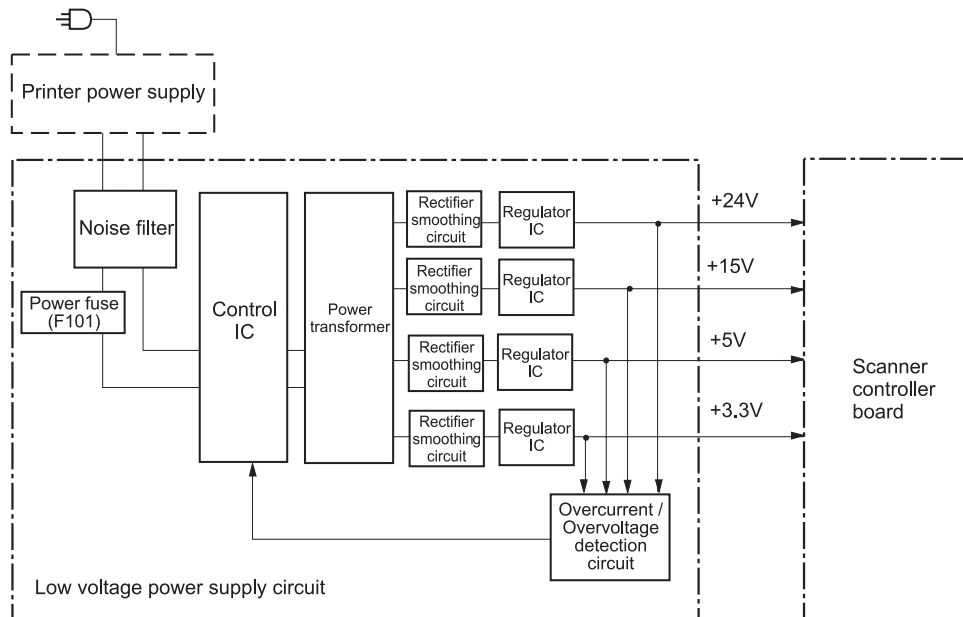 Printer power supply
Noise filter
Power fuse
(F101)
Control
IC
Power
transformer
Rectifier
smoothing
circuit
Regulator
IC
+24V
Rectifier
smoothing
circuit
Regulator
IC
+15V
Rectifier
smoothing
circuit
Regulator
IC
+5V
Rectifier
smoothing
circuit
Regulator
IC
+3.3V
Scanner
controller
board
Overcurrent /
Overvoltage
detection
circuit
Low voltage power supply circuit